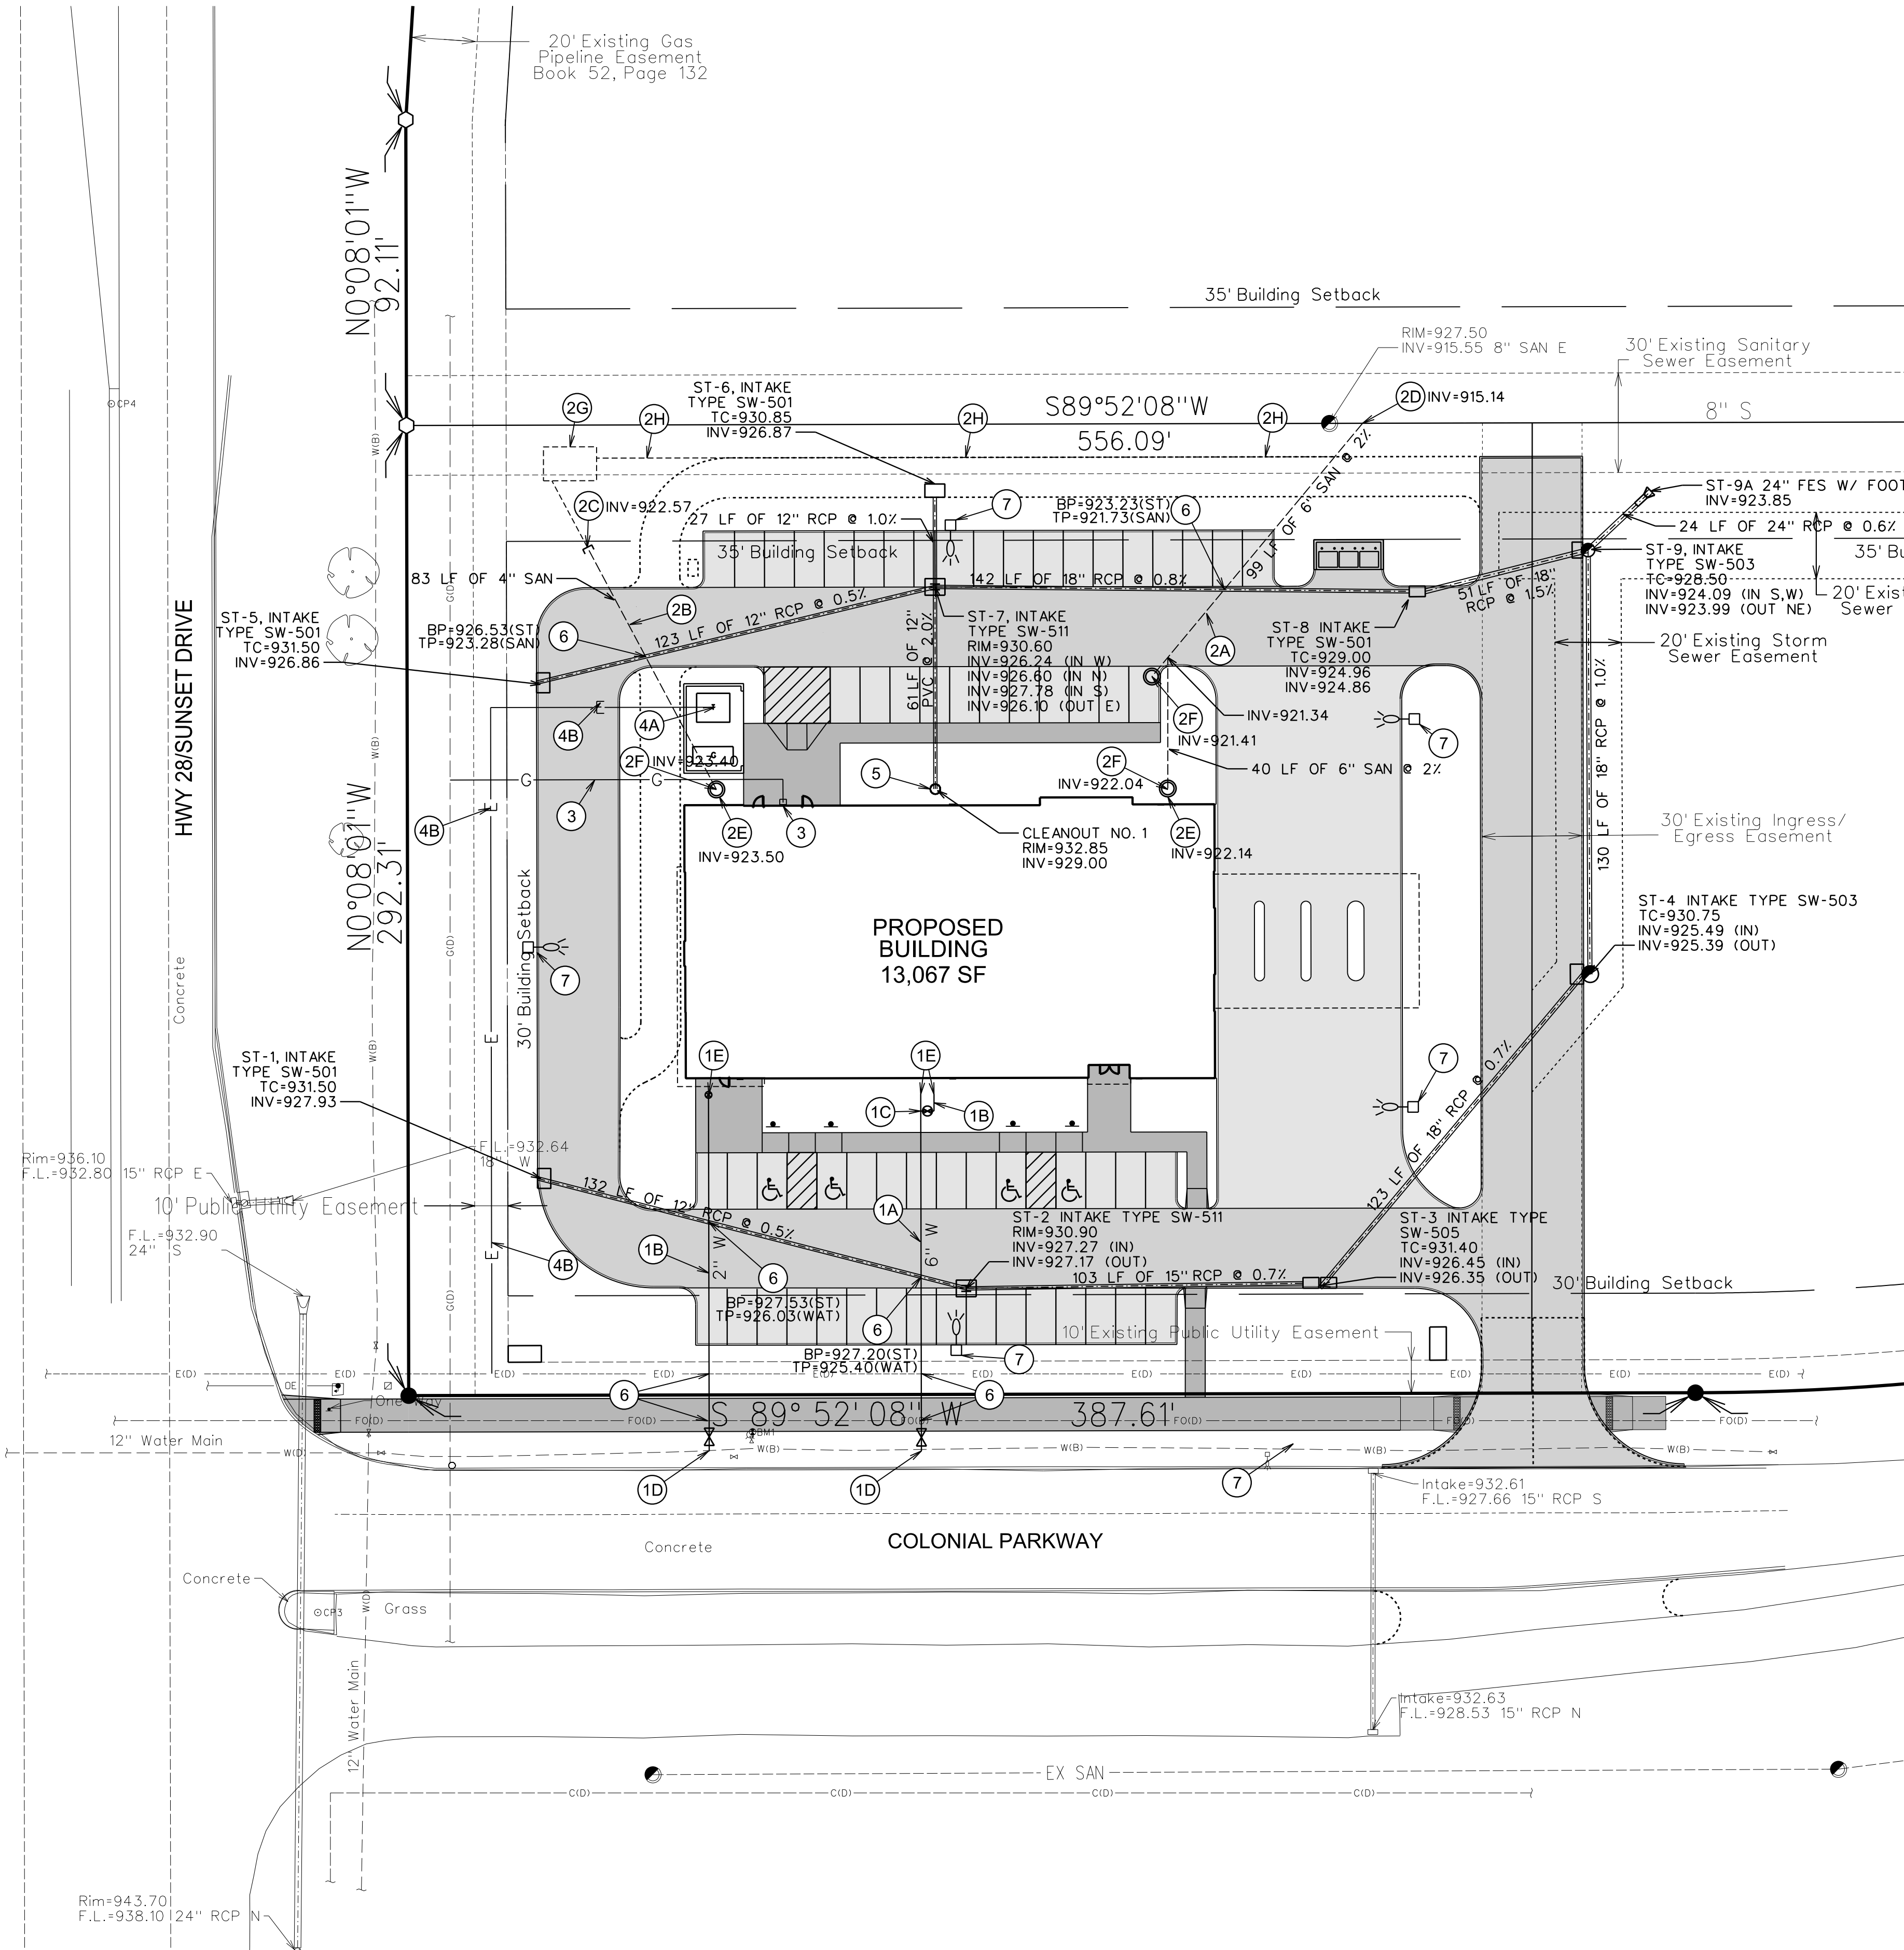 20' Existing Gas
Pipeline Easement
Book 52, Page 132
N0°08'01"W
92.11'
35' Building Setback
RIM=927.50
INV=915.55 8" SAN E
30' Existing Sanitary
Sewer Easement
CP4
W(B)
ST-6, INTAKE
TYPE SW-501
TC=930.85
INV=926.87
2G
2H
2H
2H
S89°52'08"W
556.09'
2D
INV=915.14
8" S
2C
INV=922.57
27 LF OF 12" RCP @ 1.0%
7
BP=923.23(ST)
TP=921.73(SAN)
6
99 LF OF 6" SAN @ 2%
ST-9A 24" FES W/ FOOT
INV=923.85
24 LF OF 24" RCP @ 0.6%
35' Bu
35' Building Setback
ST-9, INTAKE
TYPE SW-503
TC=928.50
INV=924.09 (IN S,W)
INV=923.99 (OUT NE)
20' Exist
Sewer
83 LF OF 4" SAN
G(D)
2B
142 LF OF 18" RCP @ 0.8%
51 LF OF 18"
RCP @ 1.5%
HWY 28/SUNSET DRIVE
ST-5, INTAKE
TYPE SW-501
TC=931.50
INV=926.86
BP=926.53(ST)
TP=923.28(SAN)
6
123 LF OF 12" RCP @ 0.5%
61 LF OF 12"
PVC @ 2.0%
ST-7, INTAKE
TYPE SW-511
RIM=930.60
INV=926.24 (IN W)
INV=926.60 (IN N)
INV=927.78 (IN S)
INV=926.10 (OUT E)
2A
ST-8 INTAKE
TYPE SW-501
TC=929.00
INV=924.96
INV=924.86
20' Existing Storm
Sewer Easement
130 LF OF 18" RCP @ 1.0%
E
4B
4A
2F
INV=921.41
INV=921.34
7
W(B)
G
G
G
3
2F
INV=923.40
5
2F
INV=922.04
40 LF OF 6" SAN @ 2%
N0°08'01"W
292.31'
4B
E
3
2E
INV=923.50
CLEANOUT NO. 1
RIM=932.85
INV=929.00
2E
INV=922.14
30' Existing Ingress/
Egress Easement
30' Building Setback
G(D)
7
PROPOSED
BUILDING
13,067 SF
ST-4 INTAKE TYPE SW-503
TC=930.75
INV=925.49 (IN)
INV=925.39 (OUT)
Concrete
W(B)
E
ST-1, INTAKE
TYPE SW-501
TC=931.50
INV=927.93
1E
1E
1C
1B
7
123 LF OF 18" RCP @ 0.7%
Rim=936.10
F.L.=932.80 15" RCP E
F.L.=932.64
18" W
10' Public Utility Easement
F.L.=932.90
24" S
132 LF OF 12" RCP @ 0.5%
1A
ST-2 INTAKE TYPE SW-511
RIM=930.90
INV=927.27 (IN)
INV=927.17 (OUT)
ST-3 INTAKE TYPE
SW-505
TC=931.40
INV=926.45 (IN)
INV=926.35 (OUT)
E
4B
1B
2" W
6
6" W
103 LF OF 15" RCP @ 0.7%
30' Building Setback
G(D)
BP=927.53(ST)
TP=926.03(WAT)
6
10' Existing Public Utility Easement
BP=927.20(ST)
TP=925.40(WAT)
7
E(D)
E(D)
E(D)
E(D)
E(D)
E(D)
E(D)
E(D)
E(D)
E(D)
E(D)
OE
One Way
6
6
S 89° 52' 08" W
387.61'
FO(D)
FO(D)
FO(D)
FO(D)
FO(D)
FO(D)
12" Water Main
BM1
W(D)
W(B)
W(B)
W(B)
W(B)
W(B)
1D
1D
7
Intake=932.61
F.L.=927.66 15" RCP S
Concrete
COLONIAL PARKWAY
Concrete
CP3
W(D)
Grass
12" Water Main
Intake=932.63
F.L.=928.53 15" RCP N
EX SAN
C(D)
C(D)
C(D)
C(D)
Rim=943.70
F.L.=938.10 24" RCP N